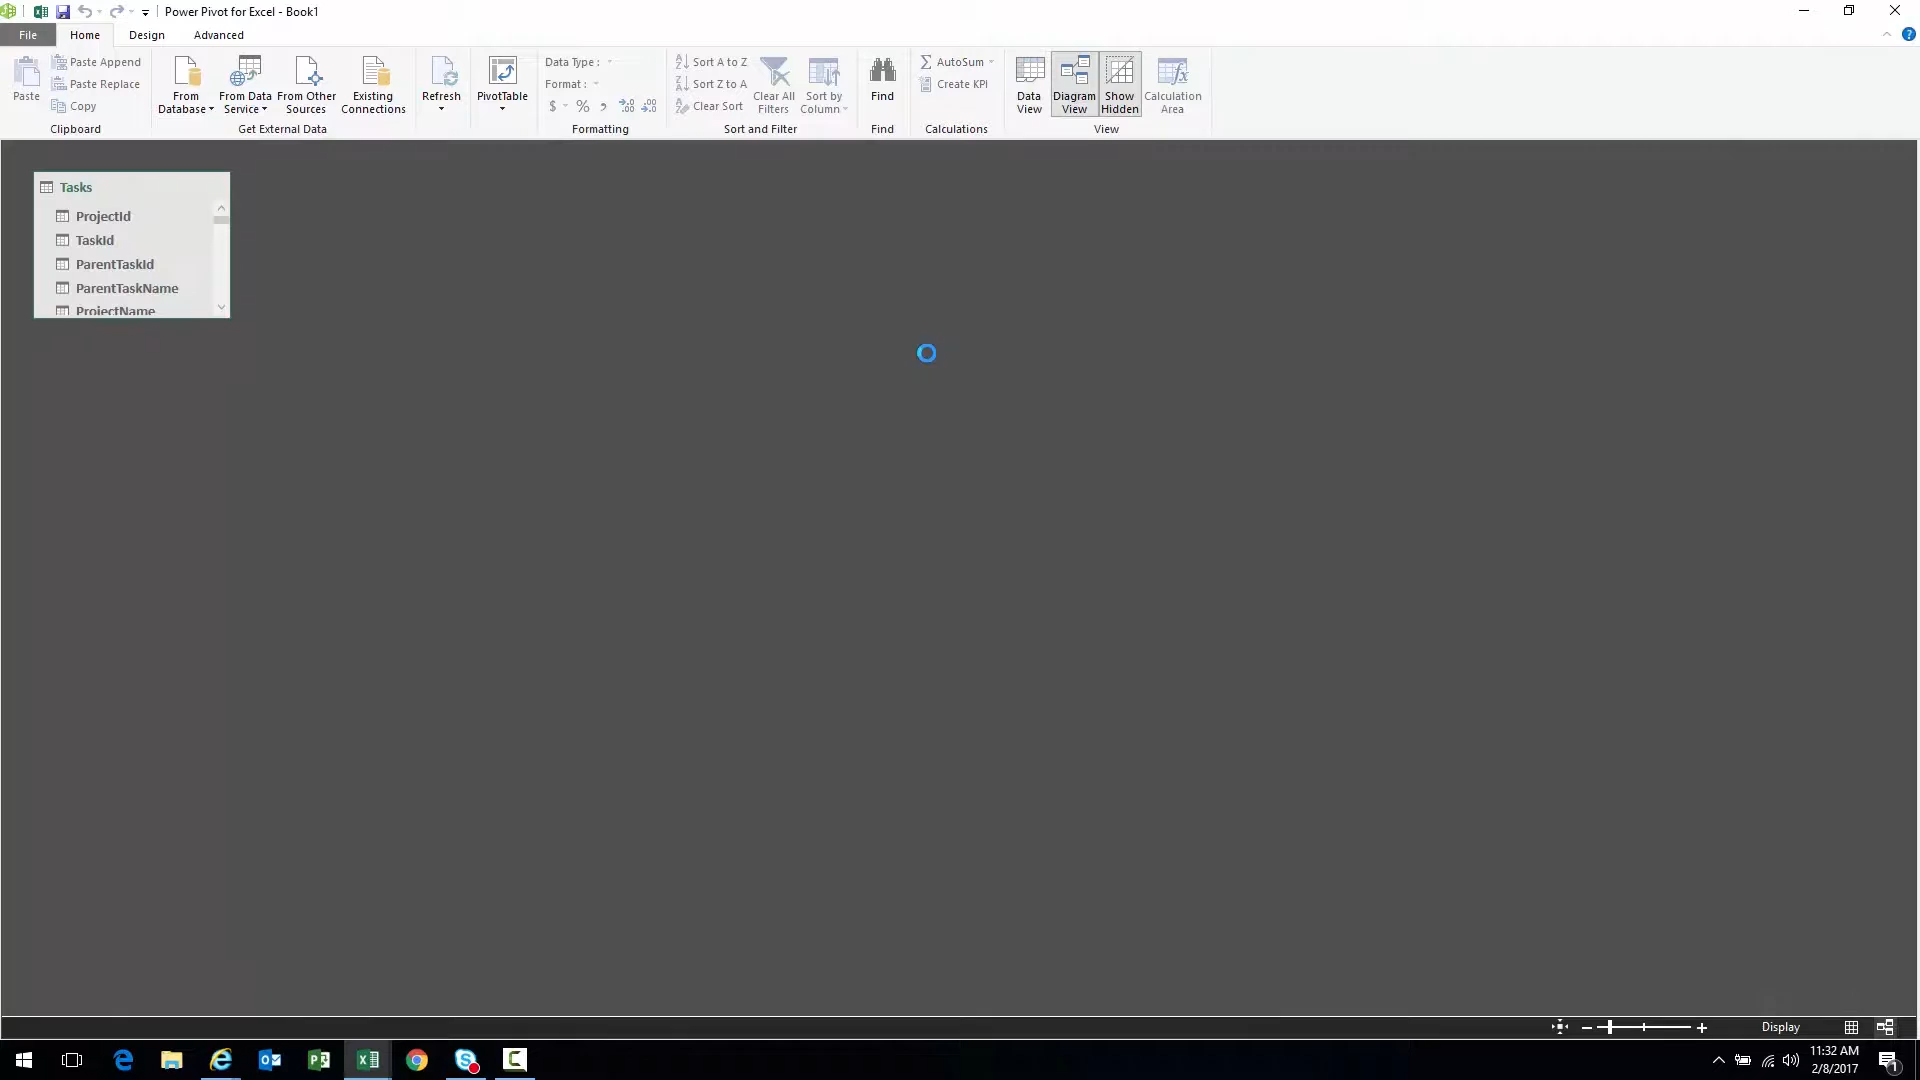 Power Pivot for Excel - Book1
File Home Design Advanced
Paste
Paste Append
Paste Replace
Copy
Clipboard
From Database
From Data Service
From Other Sources
Existing Connections
Get External Data
Refresh
PivotTable
Data Type :
Format :
$ % , .00 .00
Formatting
Sort A to Z
Sort Z to A
Clear Sort
Clear All Filters
Sort by Column
Sort and Filter
Find
Find
AutoSum
Create KPI
Calculations
Data View
Diagram View
Show Hidden
Calculation Area
View
Tasks
ProjectId
TaskId
ParentTaskId
ParentTaskName
ProjectName
Display
11:32 AM
2/8/2017
1